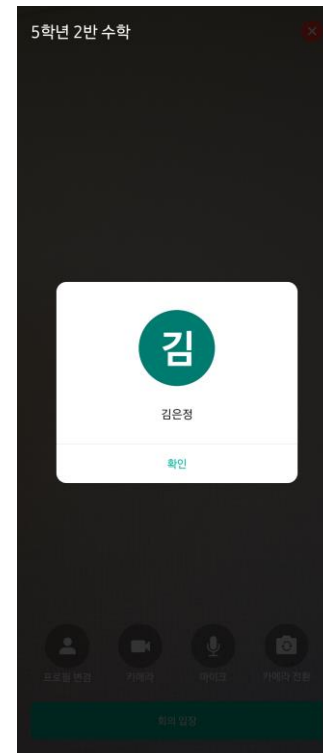 5학년 2반 수학
김
김은정
확인
프로필 변경 카메라 마이크 카메라 전환
회의 입장